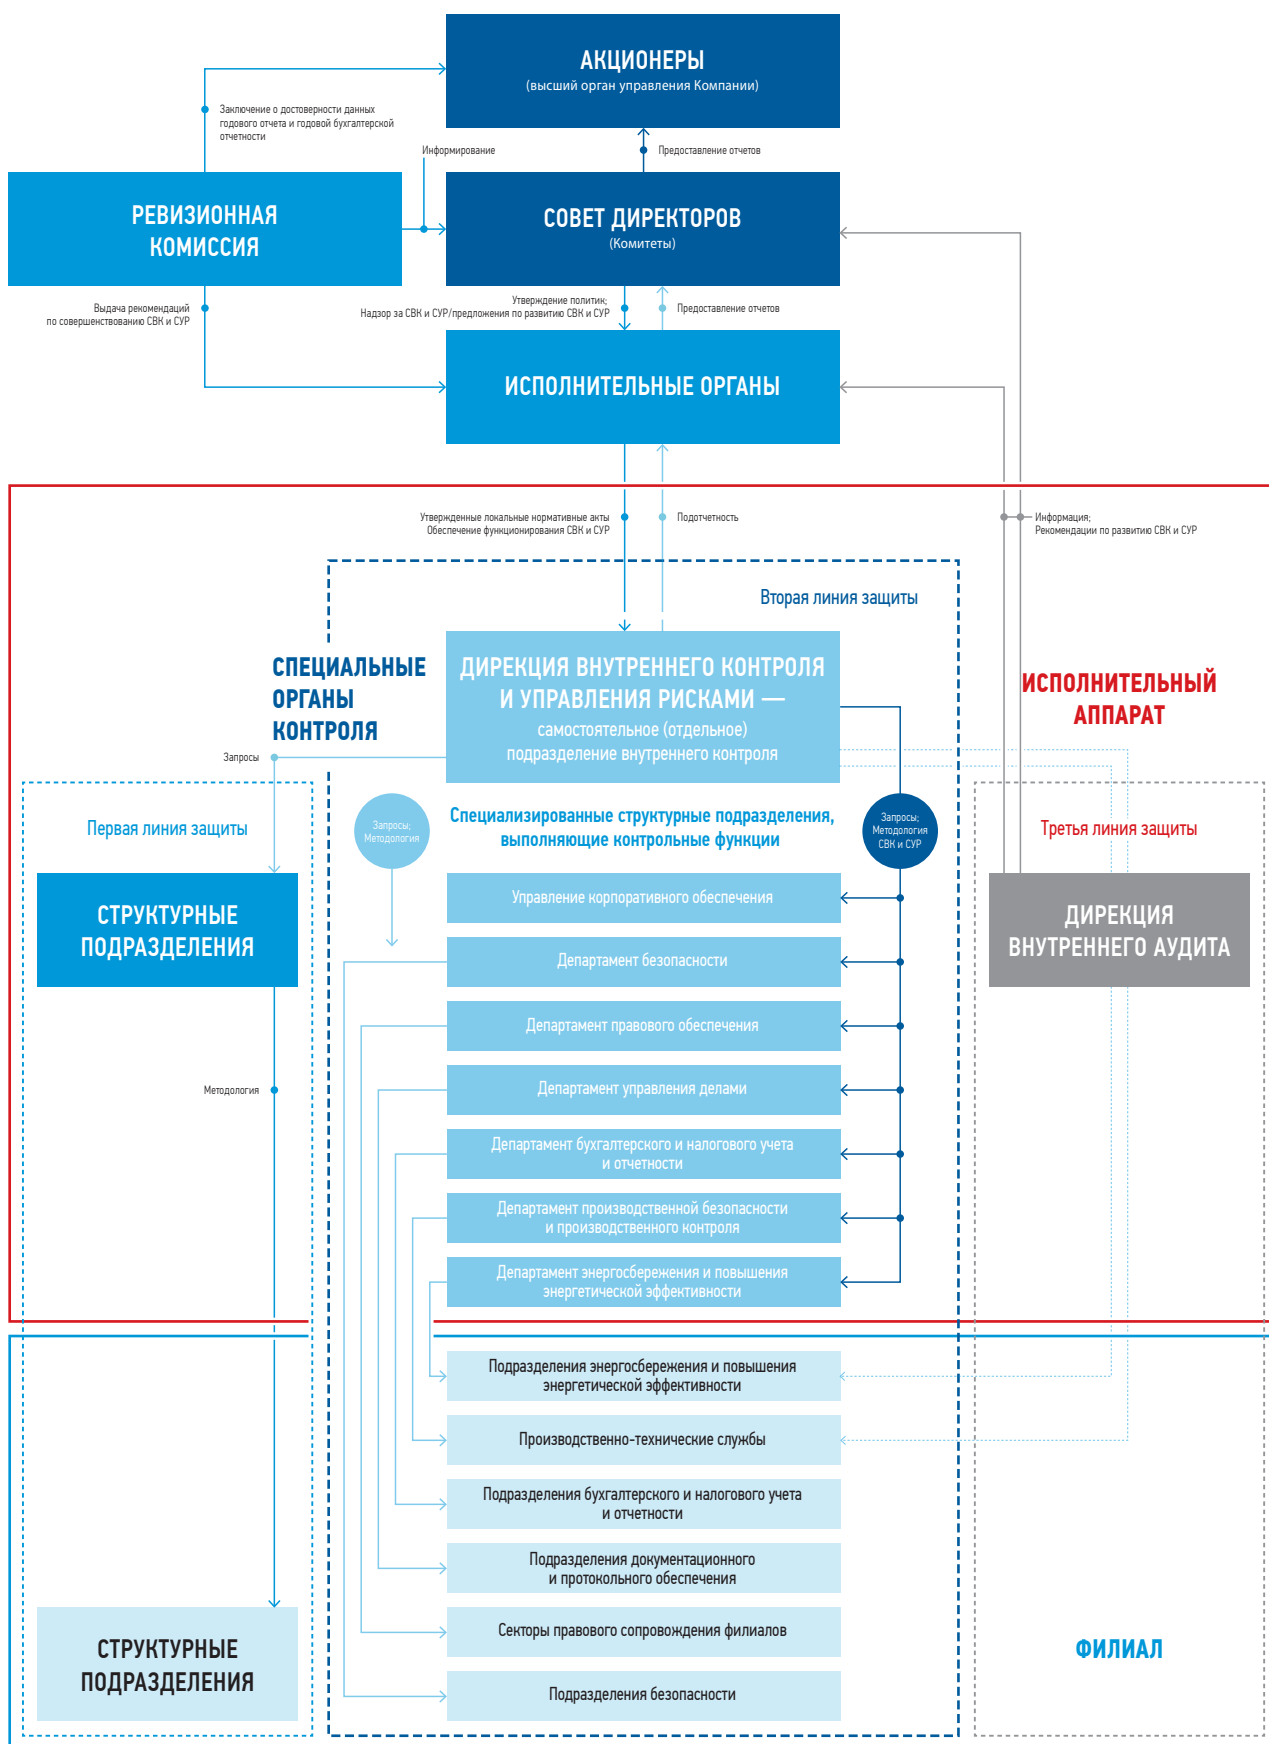 АКЦИОНЕРЫ
(высший орган управления Компании)
Заключение о достоверности данных
годового отчета и годовой бухгалтерской
отчетности
Информирование
Предоставление отчетов
РЕВИЗИОННАЯ
КОМИССИЯ
СОВЕТ ДИРЕКТОРОВ
(Комитеты)
Выдача рекомендаций
по совершенствованию СВК и СУР
Утверждение политик;
Надзор за СВК и СУР/предложения по развитию СВК и СУР
Предоставление отчетов
ИСПОЛНИТЕЛЬНЫЕ ОРГАНЫ
Утвержденные локальные нормативные акты
Обеспечение функционирования СВК и СУР
Подотчетность
Информация;
Рекомендации по развитию СВК и СУР
Вторая линия защиты
СПЕЦИАЛЬНЫЕ
ОРГАНЫ
КОНТРОЛЯ
ДИРЕКЦИЯ ВНУТРЕННЕГО КОНТРОЛЯ
И УПРАВЛЕНИЯ РИСКАМИ —
самостоятельное (отдельное)
подразделение внутреннего контроля
ИСПОЛНИТЕЛЬНЫЙ
АППАРАТ
Запросы
Первая линия защиты
Запросы;
Методология
Специализированные структурные подразделения,
выполняющие контрольные функции
Запросы;
Методология
СВК и СУР
Третья линия защиты
СТРУКТУРНЫЕ
ПОДРАЗДЕЛЕНИЯ
ДИРЕКЦИЯ
ВНУТРЕННЕГО АУДИТА
Управление корпоративного обеспечения
Департамент безопасности
Департамент правового обеспечения
Методология
Департамент управления делами
Департамент бухгалтерского и налогового учета
и отчетности
Департамент производственной безопасности
и производственного контроля
Департамент энергосбережения и повышения
энергетической эффективности
Подразделения энергосбережения и повышения
энергетической эффективности
Производственно-технические службы
Подразделения бухгалтерского и налогового учета
и отчетности
Подразделения документационного
и протокольного обеспечения
Секторы правового сопровождения филиалов
Подразделения безопасности
СТРУКТУРНЫЕ
ПОДРАЗДЕЛЕНИЯ
ФИЛИАЛ